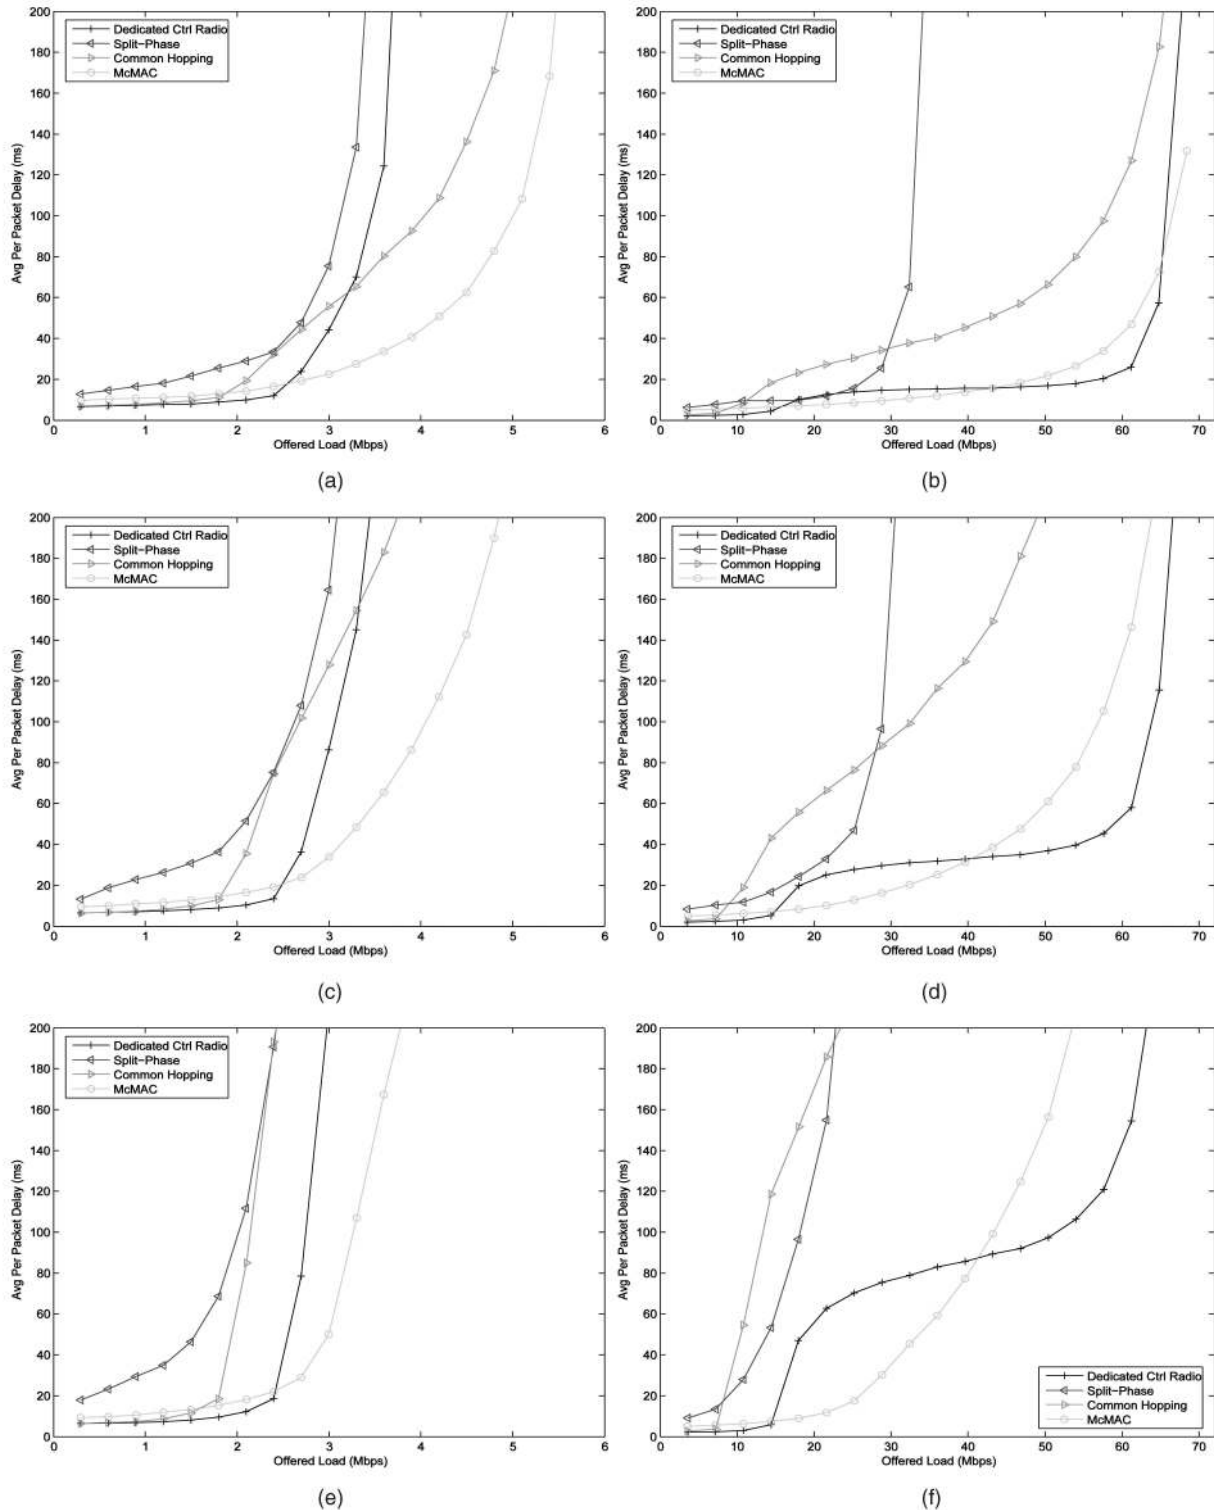 200
180
160
140
120
100
80
60
40
20
0
Avg Per Packet Delay (ms)
Dedicated Ctrl Radio
Split-Phase
Common Hopping
McMAC
0 1 2 3 4 5 6
Offered Load (Mbps)
(a)
200
180
160
140
120
100
80
60
40
20
0
Avg Per Packet Delay (ms)
Dedicated Ctrl Radio
Split-Phase
Common Hopping
McMAC
10 20 30 40 50 60 70
Offered Load (Mbps)
(b)
200
180
160
140
120
100
80
60
40
20
0
Avg Per Packet Delay (ms)
Dedicated Ctrl Radio
Split-Phase
Common Hopping
McMAC
0 1 2 3 4 5 6
Offered Load (Mbps)
(c)
200
180
160
140
120
100
80
60
40
20
0
Avg Per Packet Delay (ms)
Dedicated Ctrl Radio
Split-Phase
Common Hopping
McMAC
10 20 30 40 50 60 70
Offered Load (Mbps)
(d)
200
180
160
140
120
100
80
60
40
20
0
Avg Per Packet Delay (ms)
Dedicated Ctrl Radio
Split-Phase
Common Hopping
McMAC
0 1 2 3 4 5 6
Offered Load (Mbps)
(e)
200
180
160
140
120
100
80
60
40
20
0
Avg Per Packet Delay (ms)
Dedicated Ctrl Radio
Split-Phase
Common Hopping
McMAC
10 20 30 40 50 60 70
Offered Load (Mbps)
(f)